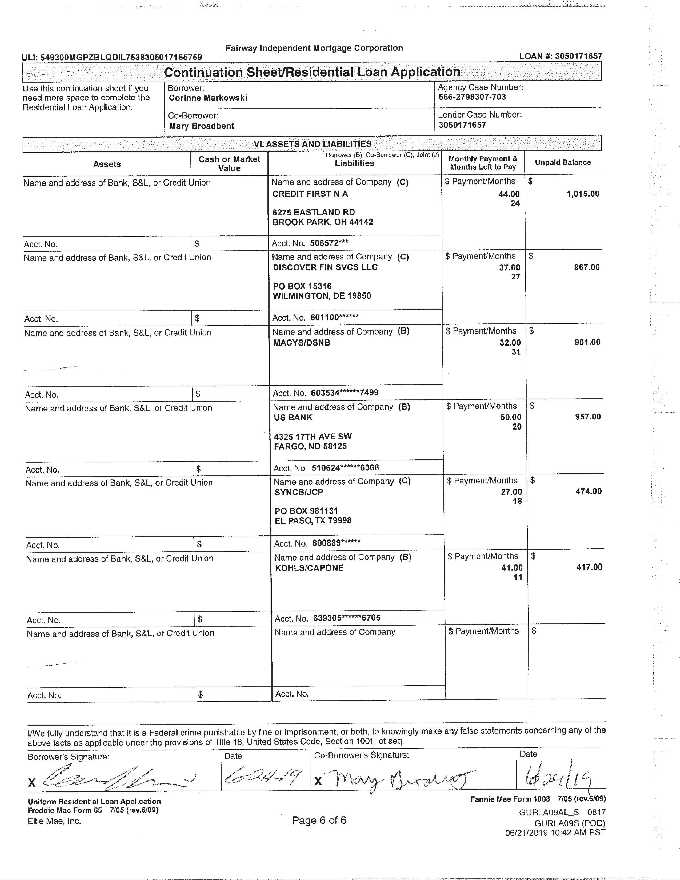 Fairway Independent Mortgage Corporation
LOAN #: 3050171657
Continuation Sheet/Residential Loan Application
Use this continuation sheet if you need more space to complete the Residential Loan Application.
Borrower:
Corinne Markowski
Agency Case Number:
566-2798307-703
Co-Borrower:
Mary Broadbent
Lender Case Number:
3050171657
VI. ASSETS AND LIABILITIES
Assets
Cash or Market Value
Borrower (B), Co-Borrower (C), Joint (J)
Liabilities
Monthly Payment & Months Left to Pay
Unpaid Balance
Name and address of Bank, S&L, or Credit Union
Name and address of Company (C)
$ Payment/Months
$
CREDIT FIRST N A
44.00
1,015.00
24
6275 EASTLAND RD
BROOK PARK, OH 44142
Acct. No.
$
Acct. No. 506572***
Name and address of Bank, S&L, or Credit Union
Name and address of Company (C)
$ Payment/Months
$
DISCOVER FIN SVCS LLC
37.00
867.00
27
PO BOX 15316
WILMINGTON, DE 19850
Acct. No.
$
Acct. No. 601100******
Name and address of Bank, S&L, or Credit Union
Name and address of Company (B)
$ Payment/Months
$
MACYS/DSNB
32.00
901.00
31
Acct. No.
$
Acct. No. 603534******7499
Name and address of Bank, S&L, or Credit Union
Name and address of Company (B)
$ Payment/Months
$
US BANK
50.00
957.00
20
4325 17TH AVE SW
FARGO, ND 58125
Acct. No.
$
Acct. No. 510624******6368
Name and address of Bank, S&L, or Credit Union
Name and address of Company (C)
$ Payment/Months
$
SYNCB/JCP
27.00
474.00
18
PO BOX 981131
EL PASO, TX 79998
Acct. No.
$
Acct. No. 600889******
Name and address of Bank, S&L, or Credit Union
Name and address of Company (B)
$ Payment/Months
$
KOHLS/CAPONE
41.00
417.00
11
Acct. No.
$
Acct. No. 639305******6705
Name and address of Bank, S&L, or Credit Union
Name and address of Company
$ Payment/Months
$
Acct. No.
$
Acct. No.
I/We fully understand that it is a Federal crime punishable by fine or imprisonment, or both, to knowingly make any false statements concerning any of the
above facts as applicable under the provisions of Title 18, United States Code, Section 1001, et seq.
Borrower's Signature:
Date
Co-Borrower's Signature:
Date
X
X Mary
Uniform Residential Loan Application
Freddie Mac Form 65 7/05 (rev.6/09)
Fannie Mae Form 1003 7/05 (rev.6/09)
Ellie Mae, Inc.
Page 6 of 6
GURLA09S (POD)
06/21/2019 10:42 AM PST